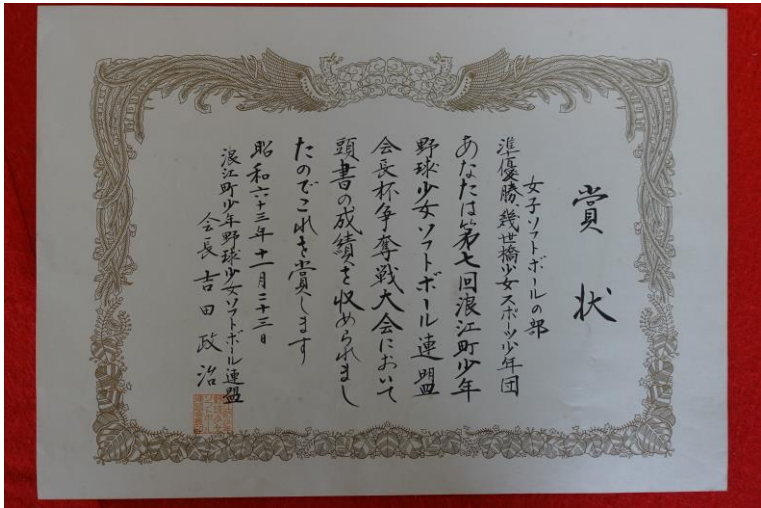 賞状
女子ソフトボールの部
準優勝 幾世橋少女スポーツ少年団
あなたは第七回浪江町少年
野球少女ソフトボール連盟
会長杯争奪戦大会において
頭書の成績を収められまし
たのでこれを賞します
昭和六十三年十一月二十三日
浪江町少年野球少女ソフトボール連盟
会長 吉田政治